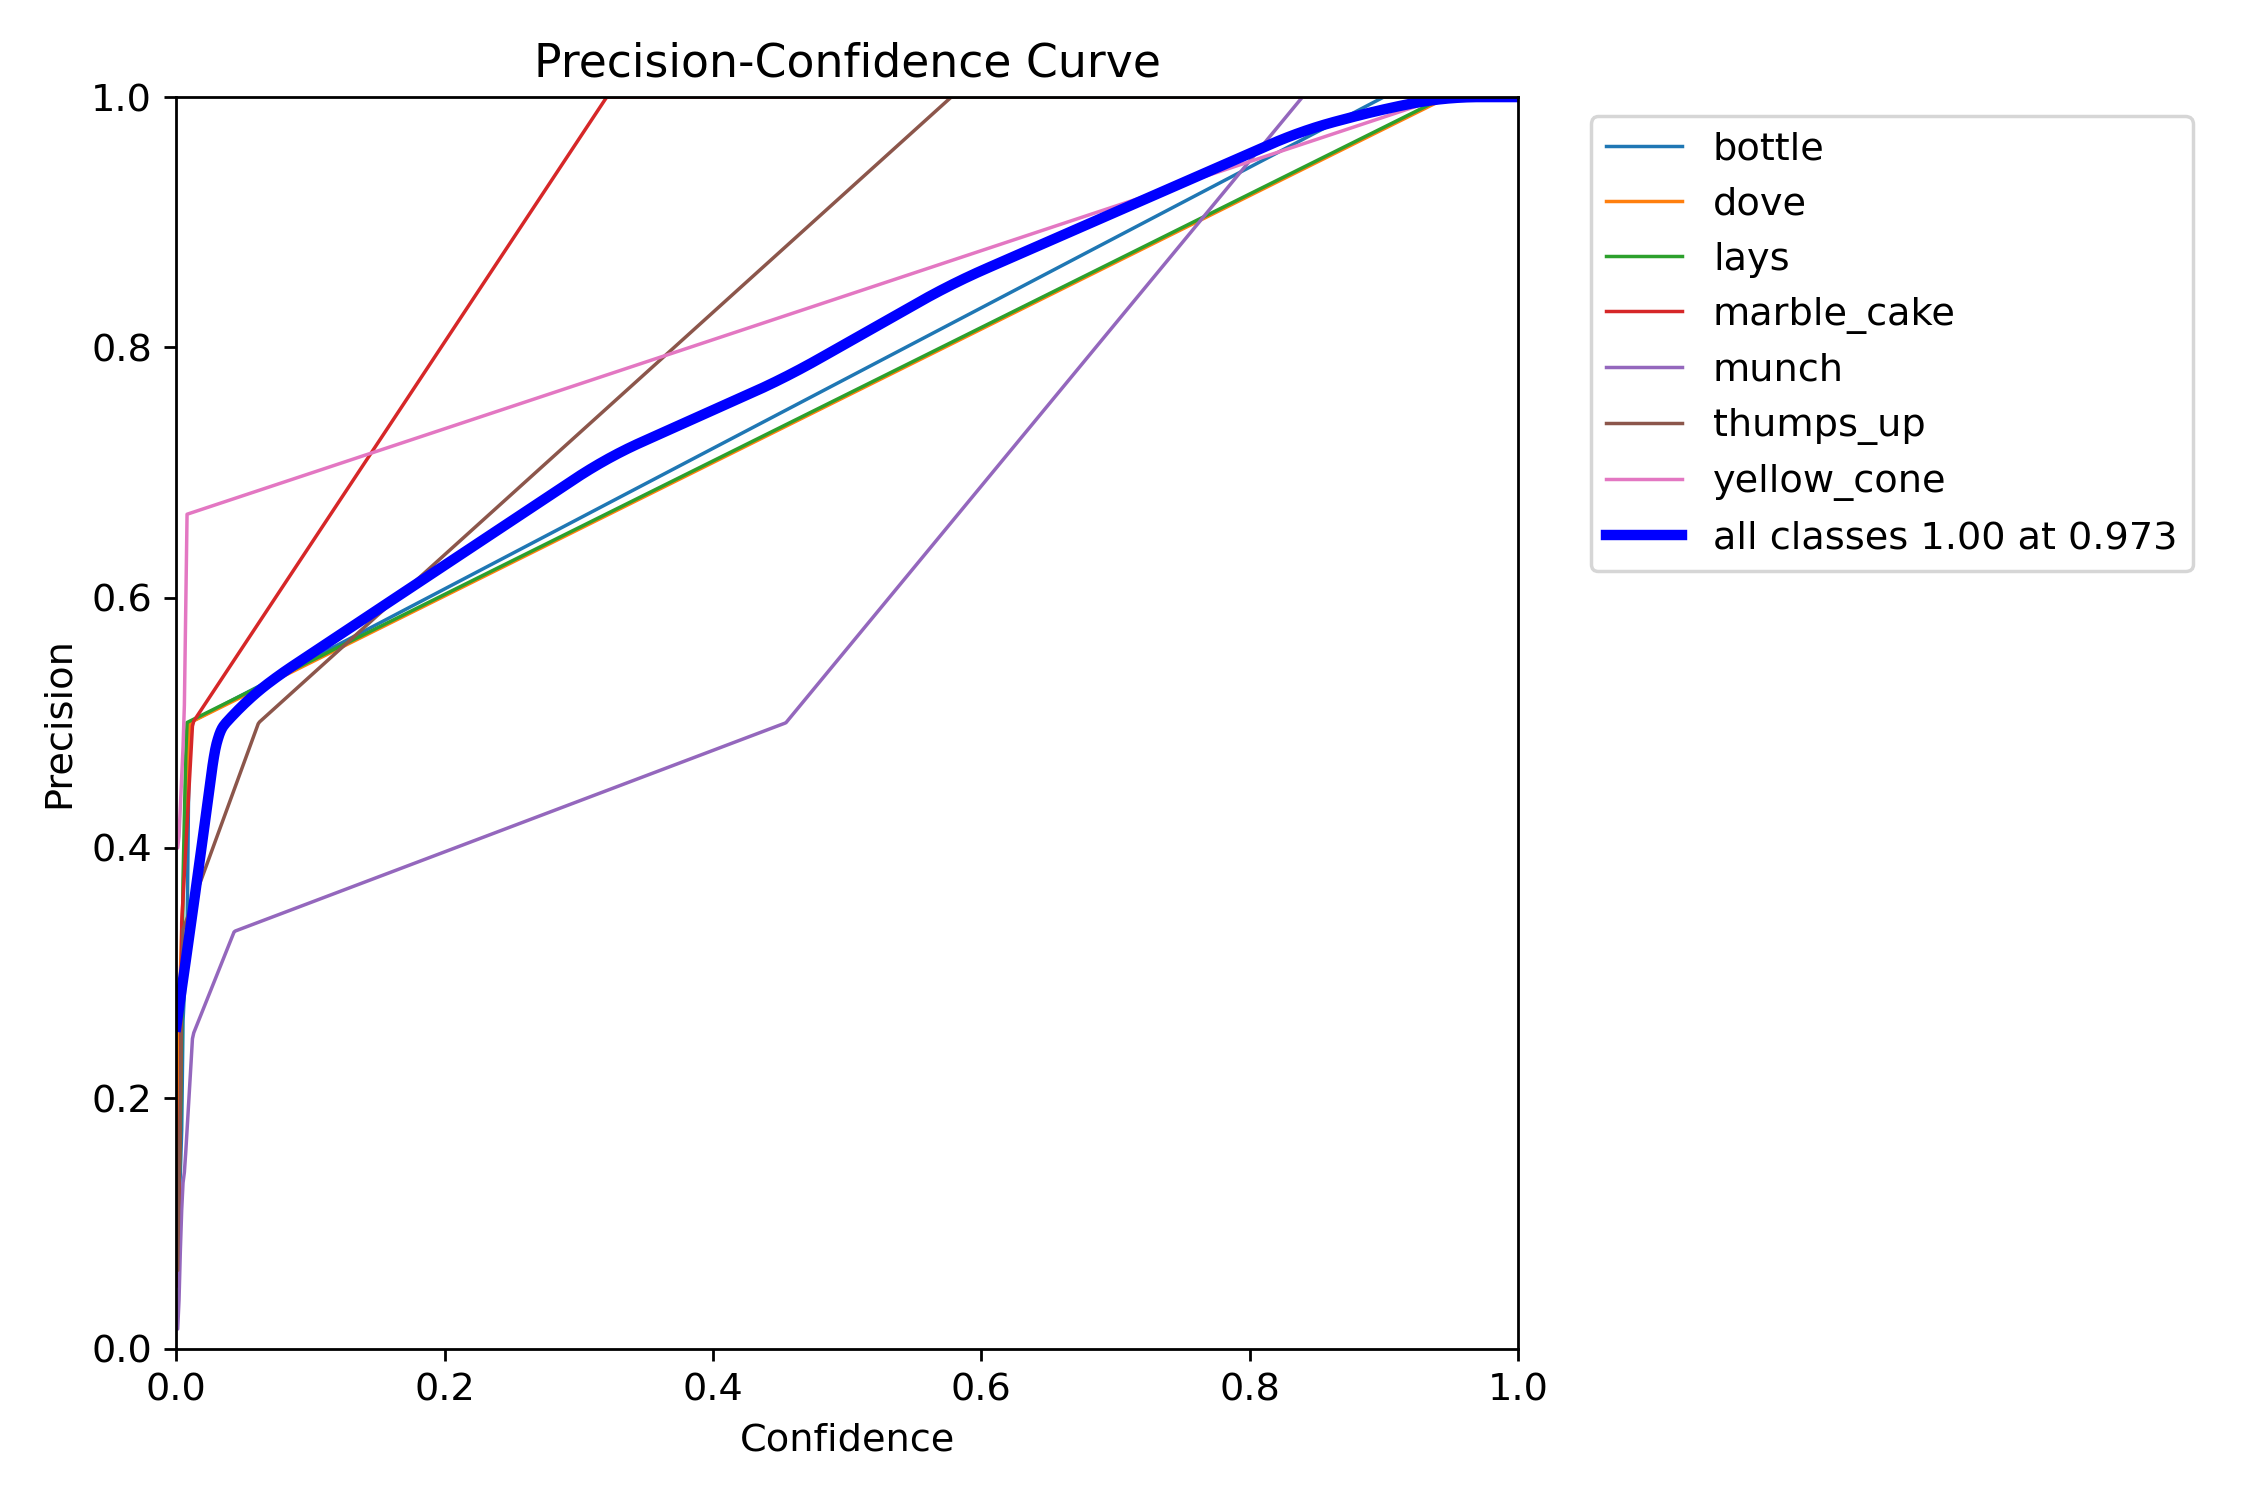 Precision-Confidence Curve
1.0
0.8
0.6
0.4
0.2
0.0
Precision
0.0 0.2 0.4 0.6 0.8 1.0
Confidence
bottle
dove
lays
marble_cake
munch
thumps_up
yellow_cone
all classes 1.00 at 0.973